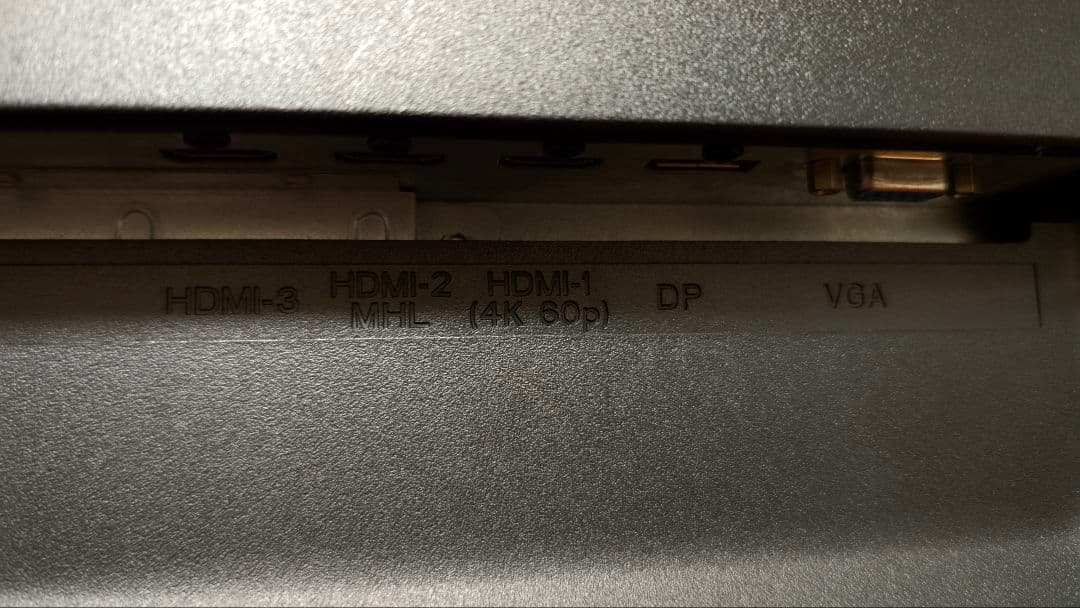 HDMI-3
HDMI-2
MHL
HDMI-1
(4K 60p)
DP
VGA